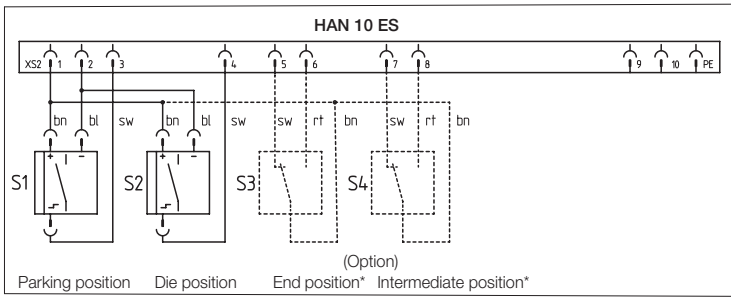 HAN 10 ES
XS2 1 2 3 4 5 6 7 8 9 10 PE
bn bl sw bn bl sw sw rt bn sw rt bn
+ − + −
S1 S2 S3 S4
(Option)
Parking position Die position End position* Intermediate position*